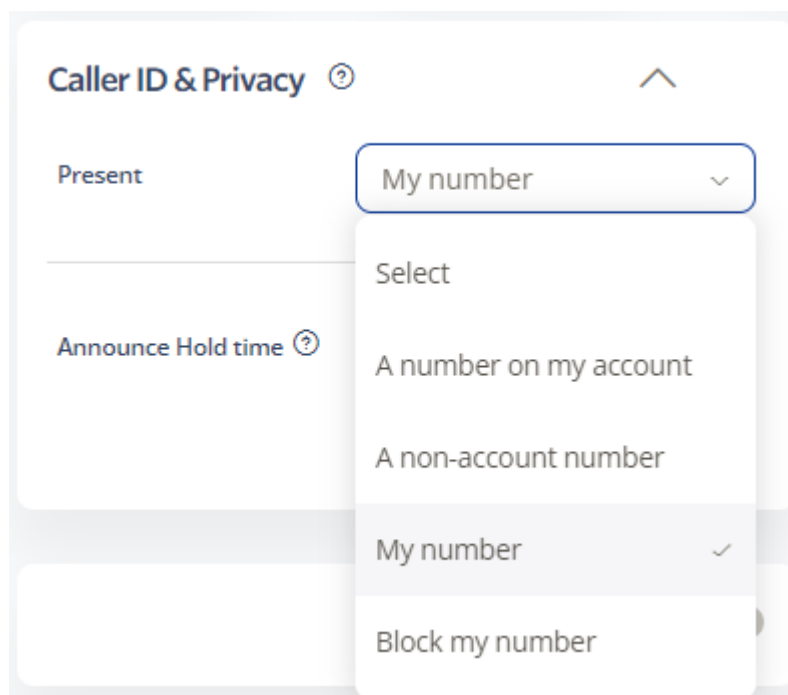 Caller ID & Privacy
Present
My number
Select
Announce Hold time
A number on my account
A non-account number
My number
Block my number